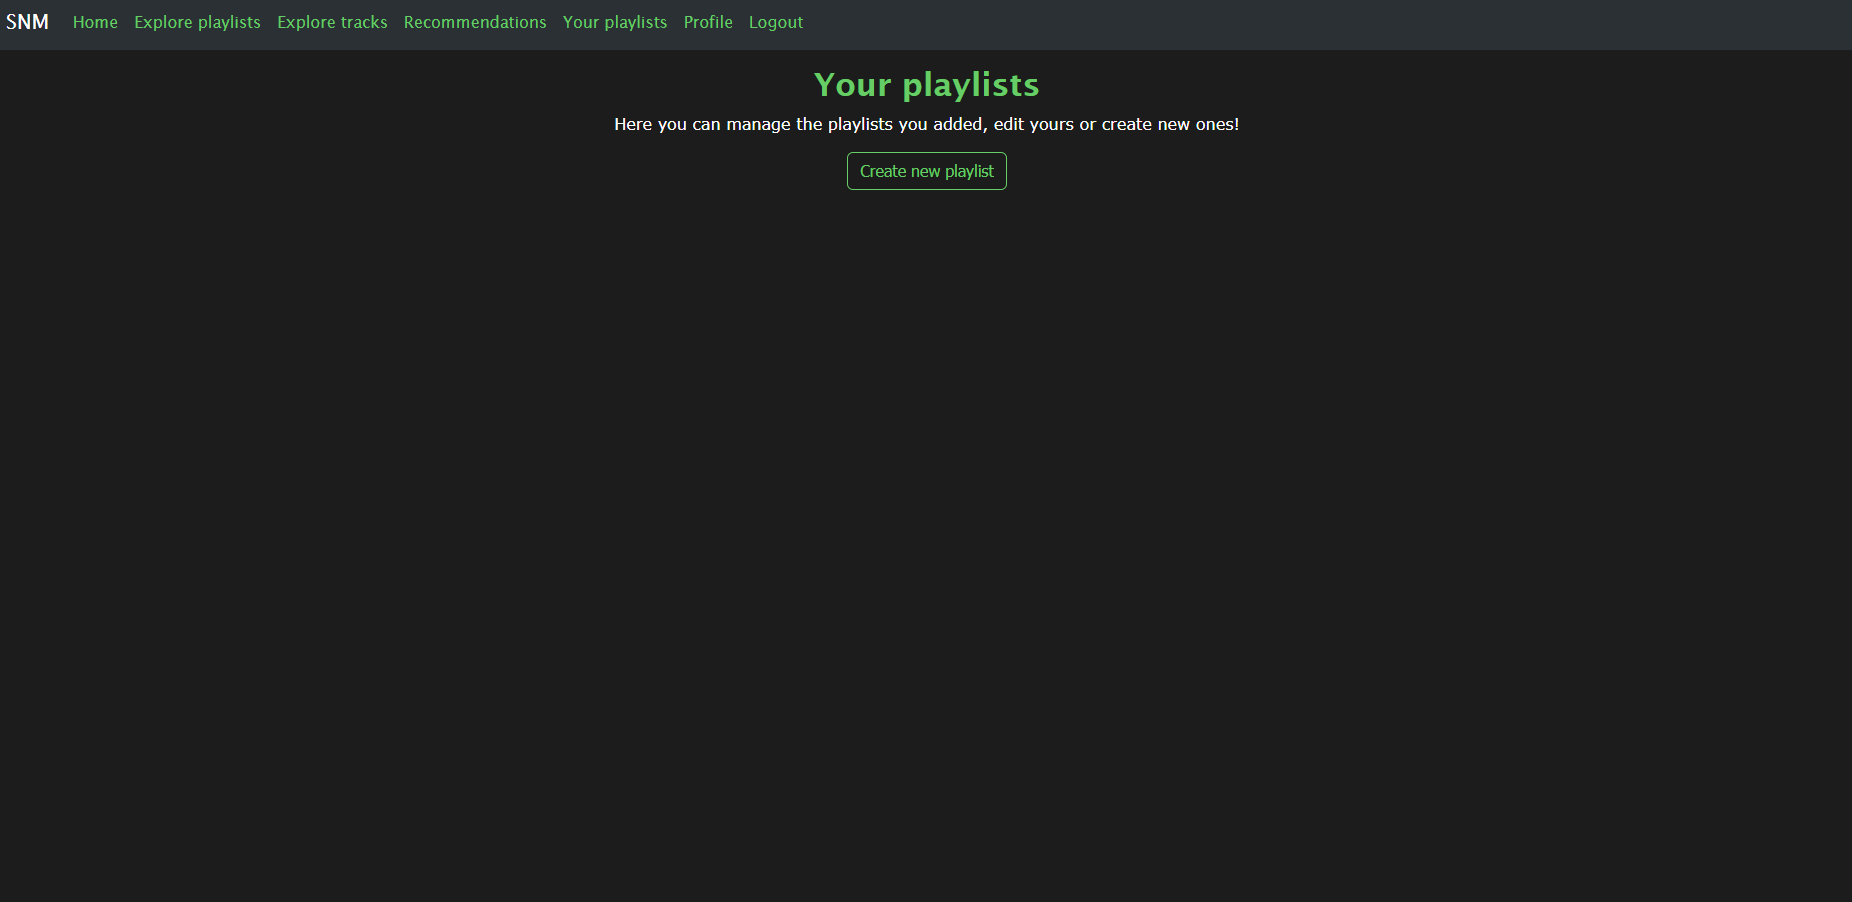 SNM Home Explore playlists Explore tracks Recommendations Your playlists Profile Logout
Your playlists
Here you can manage the playlists you added, edit yours or create new ones!
Create new playlist